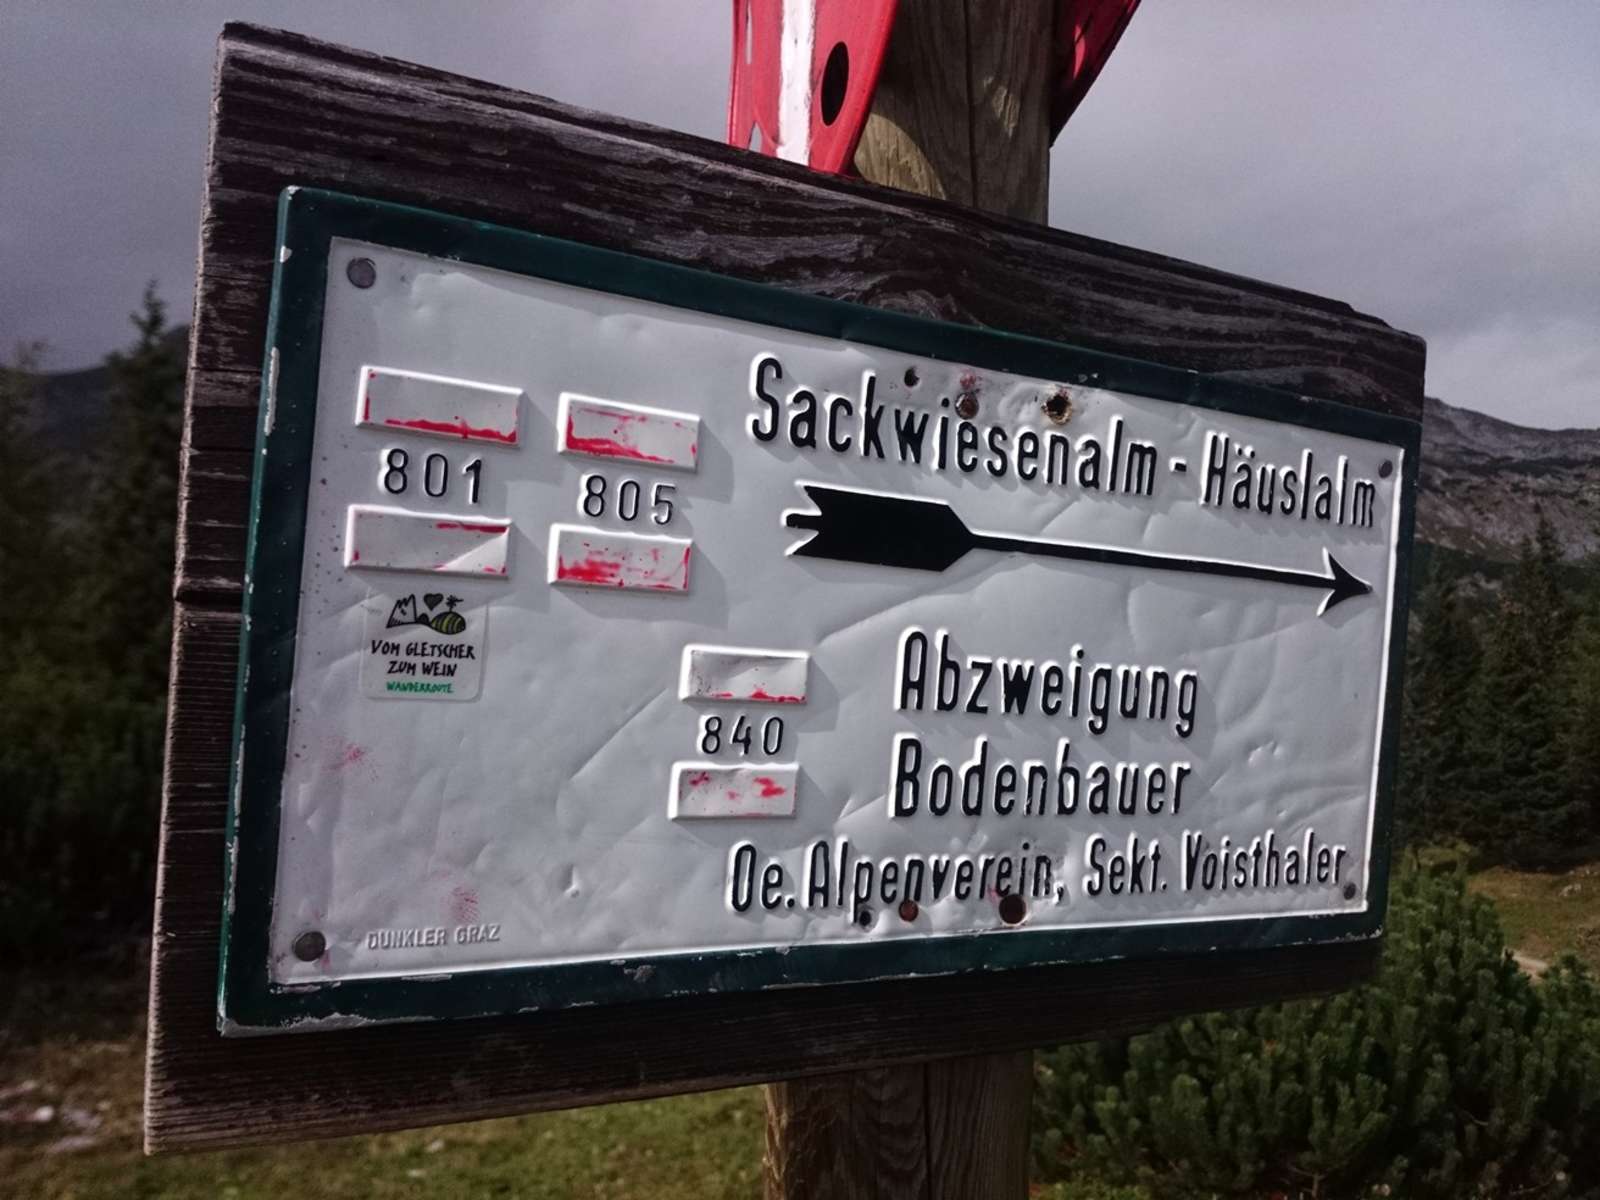 Sackwiesenalm - Häuslalm
801
805
VOM GLETSCHER
ZUM WEIN
WANDERROUTE
840
Abzweigung
Bodenbauer
Oe. Alpenverein, Sekt. Voisthaler
DUNKLER GRAZ